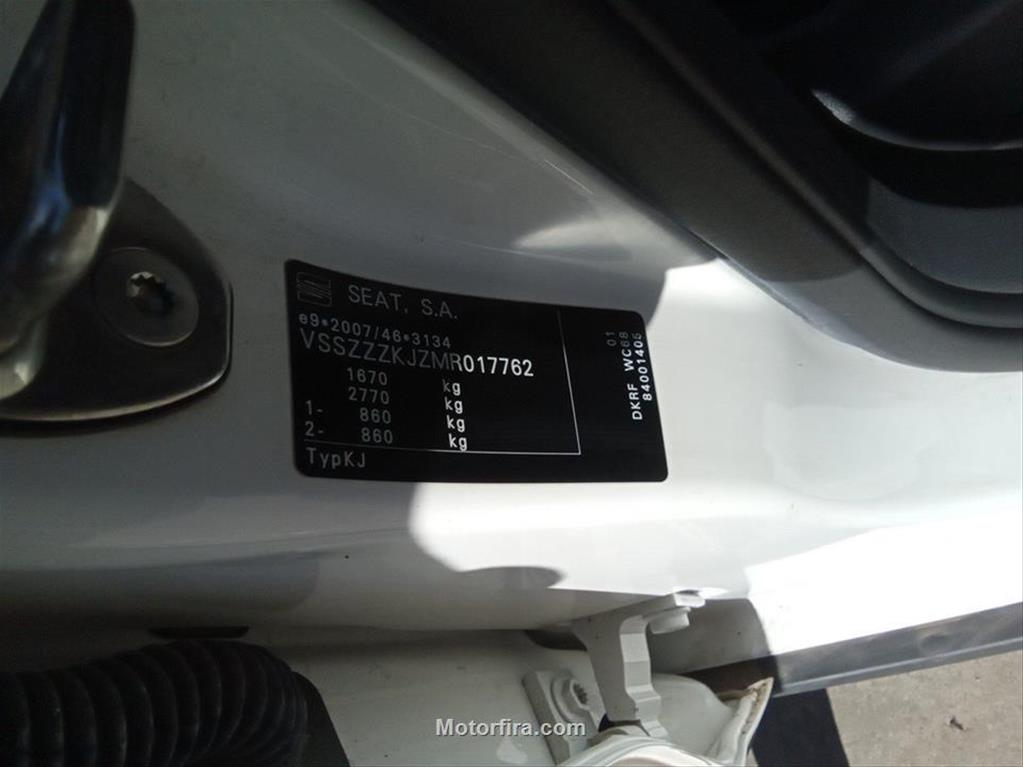 SEAT, S.A.
e9*2007/46*3134
VSSZZZKJZMR017762
1670 kg
2770 kg
1- 860 kg
2- 860 kg
TypKJ
01
DKRF WC68
84001405
Motorfira.com